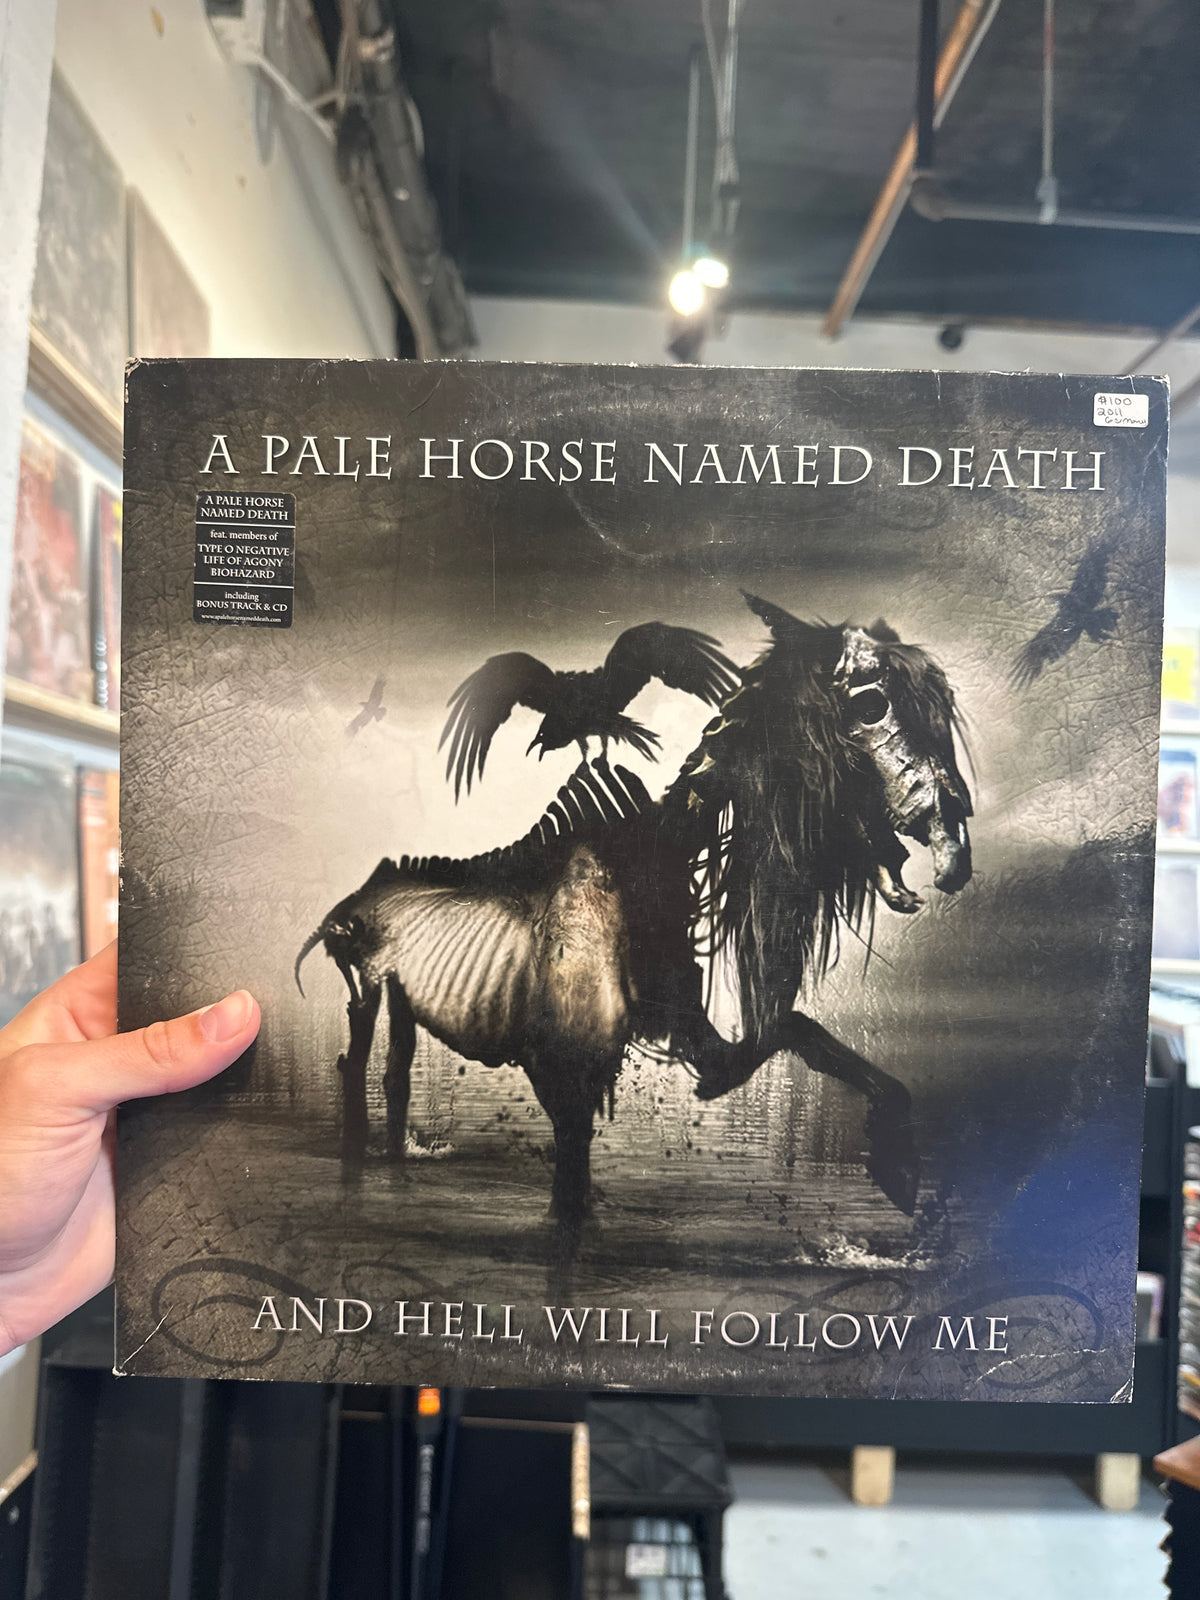 $100
2011
Germany
A PALE HORSE NAMED DEATH
A PALE HORSE
NAMED DEATH
feat. members of
TYPE O NEGATIVE
LIFE OF AGONY
BIOHAZARD
including
BONUS TRACK & CD
www.apalehorsenameddeath.com
AND HELL WILL FOLLOW ME